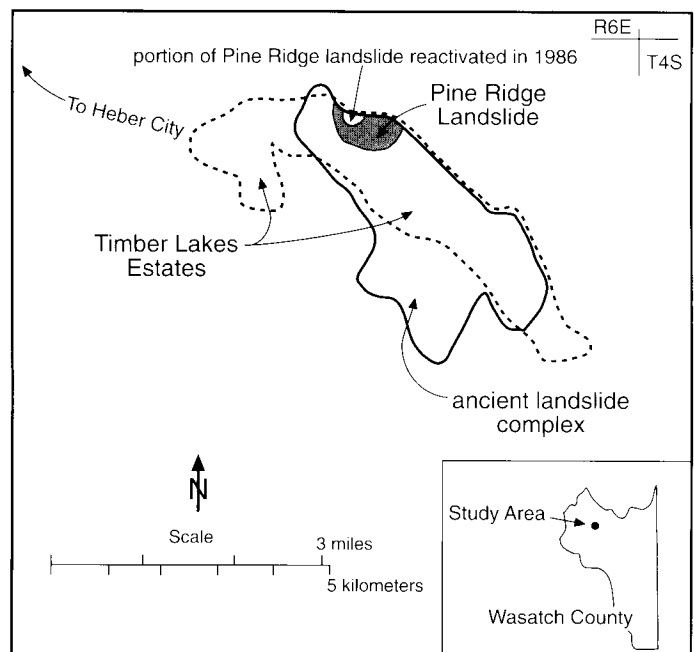 R6E
T4S
portion of Pine Ridge landslide reactivated in 1986
To Heber City
Pine Ridge
Landslide
Timber Lakes
Estates
ancient landslide
complex
N
Scale
3 miles
5 kilometers
Study Area
Wasatch County